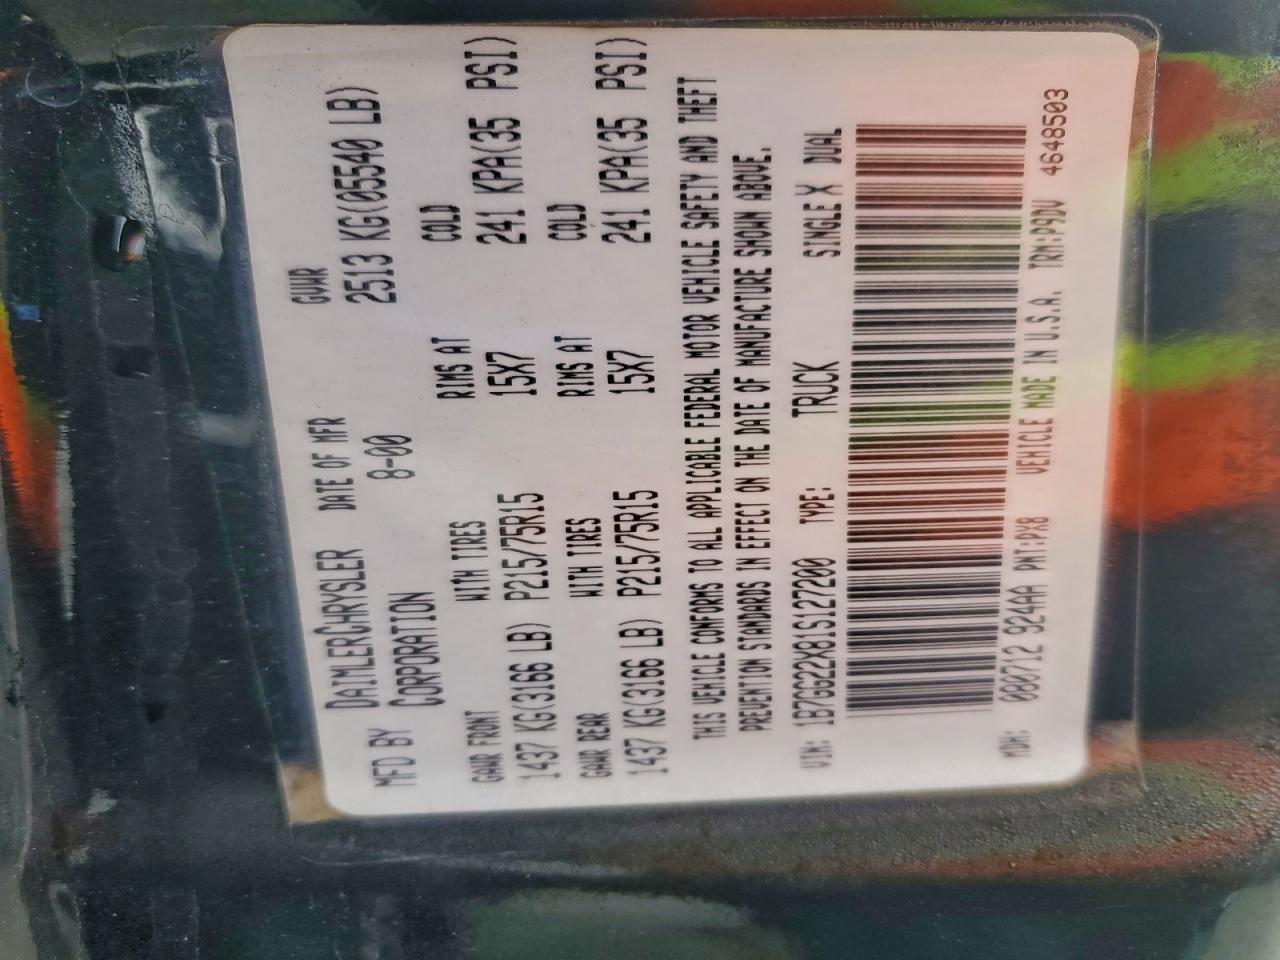 MFD BY DAIMLERCHRYSLER CORPORATION DATE OF MFR 8-00 GVWR 2513 KG(05540 LB)
GAWR FRONT WITH TIRES RIMS AT COLD
1437 KG(3166 LB) P215/75R15 15X7 241 KPA(35 PSI)
GAWR REAR WITH TIRES RIMS AT COLD
1437 KG(3166 LB) P215/75R15 15X7 241 KPA(35 PSI)
THIS VEHICLE CONFORMS TO ALL APPLICABLE FEDERAL MOTOR VEHICLE SAFETY AND THEFT
PREVENTION STANDARDS IN EFFECT ON THE DATE OF MANUFACTURE SHOWN ABOVE.
VIN: 1B7GG22X81S127200 TYPE: TRUCK SINGLE X DUAL
MDH: 080712 924AA PNT:PX8 VEHICLE MADE IN U.S.A. TRM:P9DV 4648503